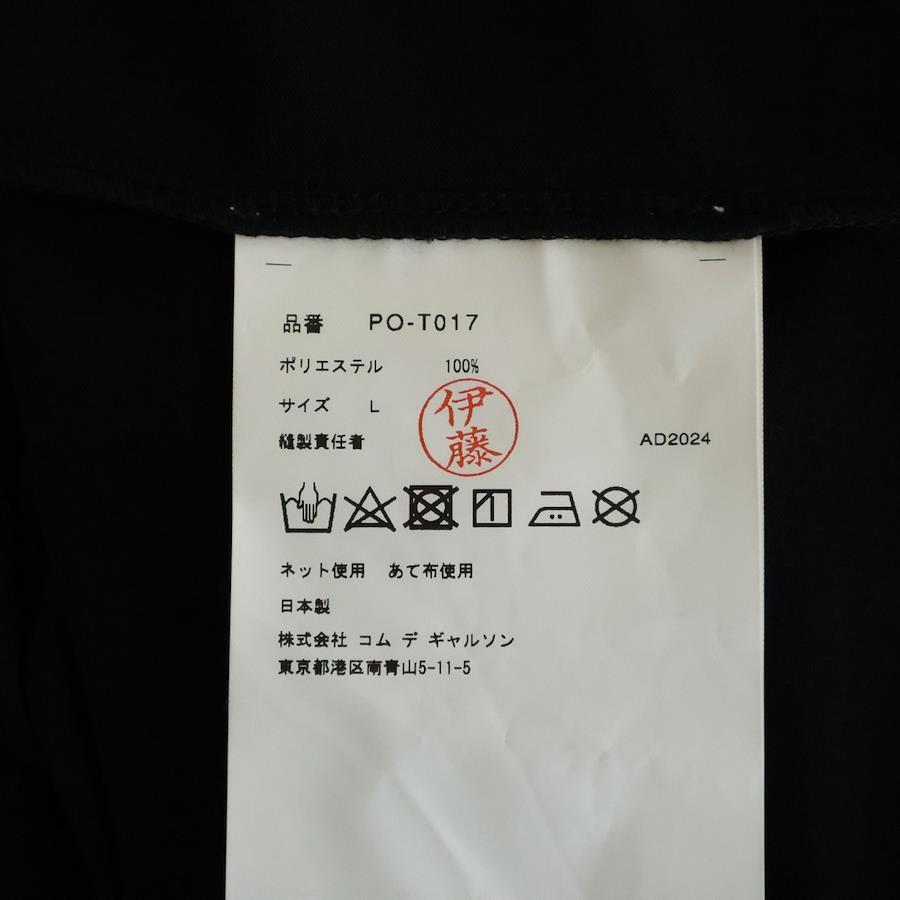 品番 PO-T017
ポリエステル 100%
サイズ L
伊藤
縫製責任者 AD2024
ネット使用 あて布使用
日本製
株式会社 コム デ ギャルソン
東京都港区南青山5-11-5